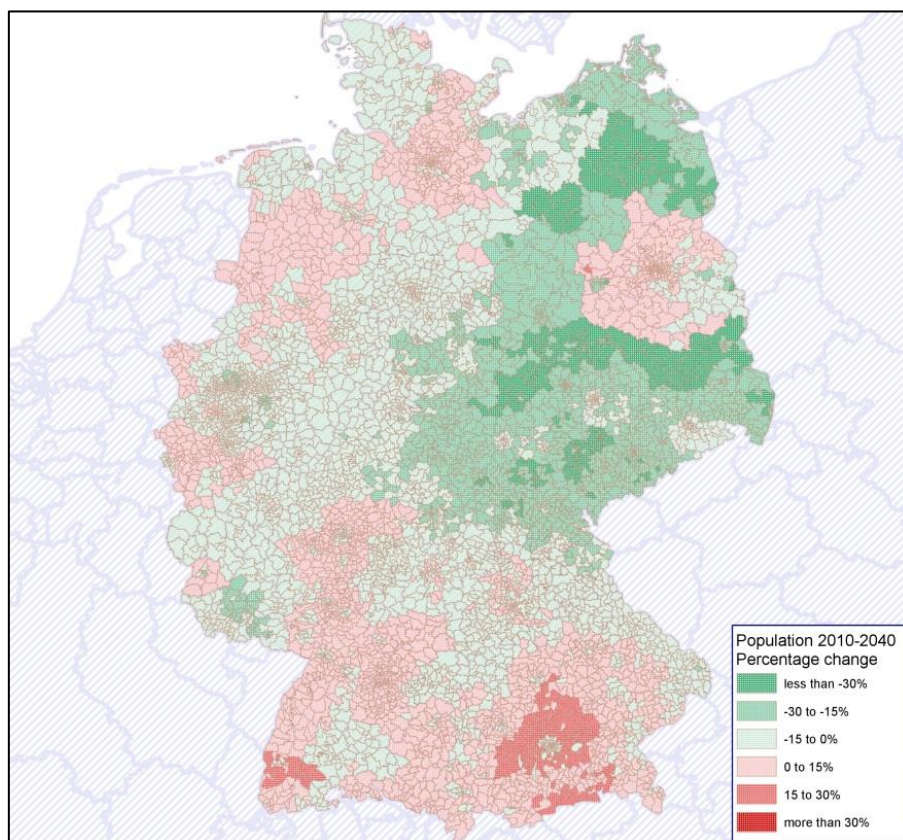 Population 2010-2040
Percentage change
less than -30%
-30 to -15%
-15 to 0%
0 to 15%
15 to 30%
more than 30%